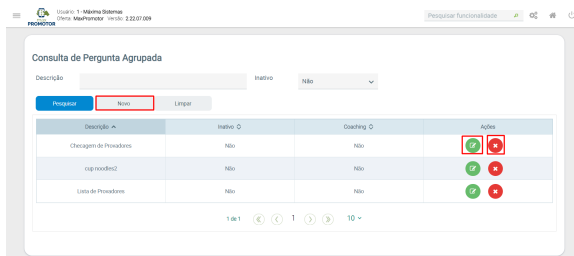 Usuário: 1 - Máxima Sistemas
Oferta: MaxPromotor Versão: 2.22.07.009
PROMOTOR
Pesquisar funcionalidade
Consulta de Pergunta Agrupada
Descrição Inativo Não
Pesquisar Novo Limpar
Descrição Inativo Coaching Ações
Checagem de Provadores Não Não
cup noodles2 Não Não
Lista de Provadores Não Não
1 de 1 1 10